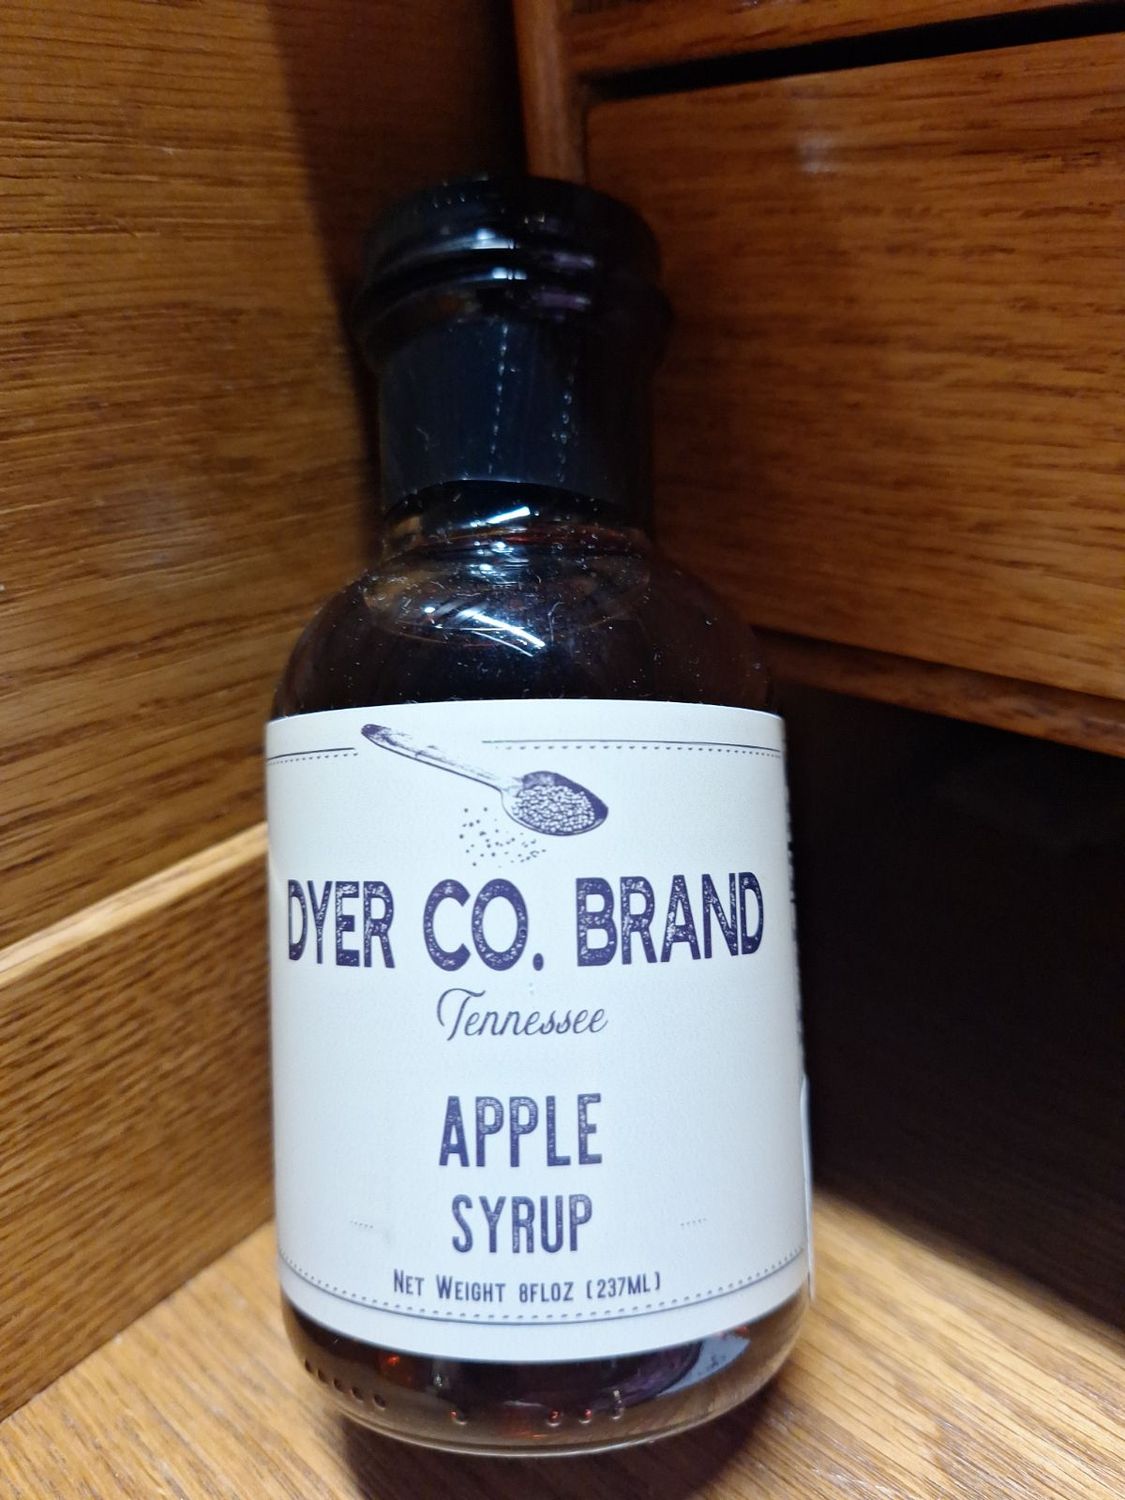 DYER CO. BRAND
Tennessee
APPLE
SYRUP
NET WEIGHT 8FLOZ (237ML)